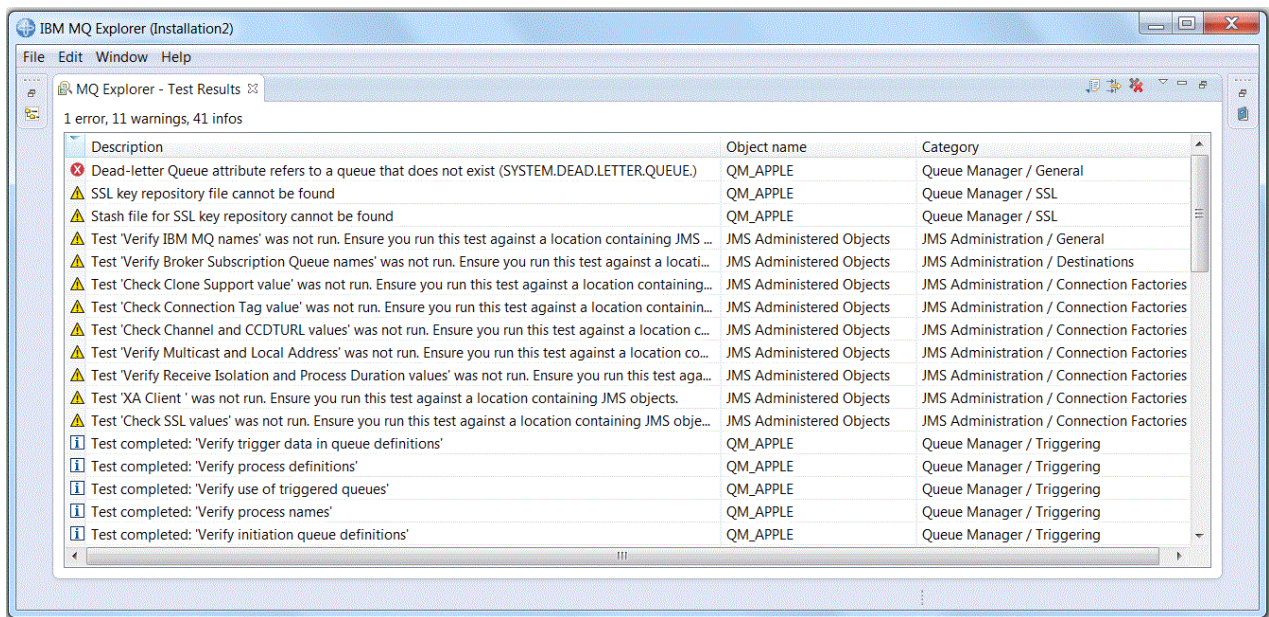 IBM MQ Explorer (Installation2)
File Edit Window Help
MQ Explorer - Test Results
1 error, 11 warnings, 41 infos
Description Object name Category
Dead-letter Queue attribute refers to a queue that does not exist (SYSTEM.DEAD.LETTER.QUEUE.) QM_APPLE Queue Manager / General
SSL key repository file cannot be found QM_APPLE Queue Manager / SSL
Stash file for SSL key repository cannot be found QM_APPLE Queue Manager / SSL
Test 'Verify IBM MQ names' was not run. Ensure you run this test against a location containing JMS ... JMS Administered Objects JMS Administration / General
Test 'Verify Broker Subscription Queue names' was not run. Ensure you run this test against a locati... JMS Administered Objects JMS Administration / Destinations
Test 'Check Clone Support value' was not run. Ensure you run this test against a location containing... JMS Administered Objects JMS Administration / Connection Factories
Test 'Check Connection Tag value' was not run. Ensure you run this test against a location containin... JMS Administered Objects JMS Administration / Connection Factories
Test 'Check Channel and CCDTURL values' was not run. Ensure you run this test against a location c... JMS Administered Objects JMS Administration / Connection Factories
Test 'Verify Multicast and Local Address' was not run. Ensure you run this test against a location co... JMS Administered Objects JMS Administration / Connection Factories
Test 'Verify Receive Isolation and Process Duration values' was not run. Ensure you run this test aga... JMS Administered Objects JMS Administration / Connection Factories
Test 'XA Client ' was not run. Ensure you run this test against a location containing JMS objects. JMS Administered Objects JMS Administration / Connection Factories
Test 'Check SSL values' was not run. Ensure you run this test against a location containing JMS obje... JMS Administered Objects JMS Administration / Connection Factories
Test completed: 'Verify trigger data in queue definitions' QM_APPLE Queue Manager / Triggering
Test completed: 'Verify process definitions' QM_APPLE Queue Manager / Triggering
Test completed: 'Verify use of triggered queues' QM_APPLE Queue Manager / Triggering
Test completed: 'Verify process names' QM_APPLE Queue Manager / Triggering
Test completed: 'Verify initiation queue definitions' QM_APPLE Queue Manager / Triggering